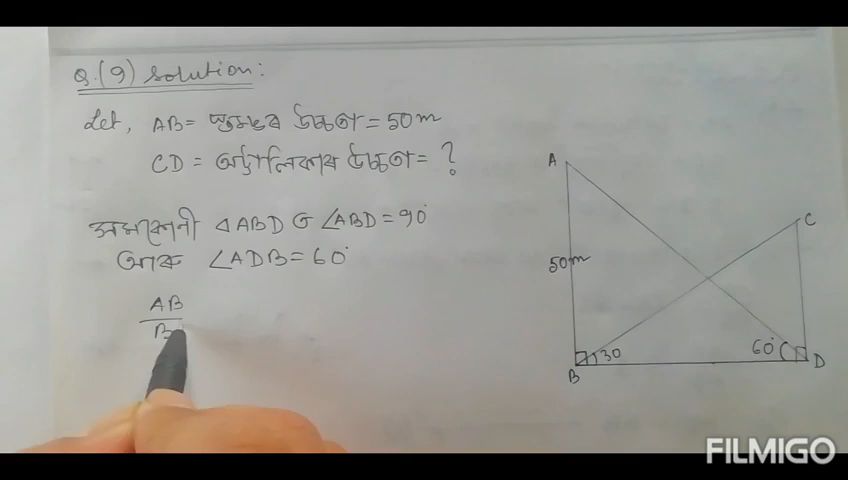 Q.(9) Solution:
Let, AB = স্তম্ভৰ উচ্চতা = 50m
CD = অট্টালিকাৰ উচ্চতা = ?
সমকোণী ΔABD ত ∠ABD = 90°
আৰু ∠ADB = 60°
AB
B
A
C
50m
30
60°
B
D
FILMIGO